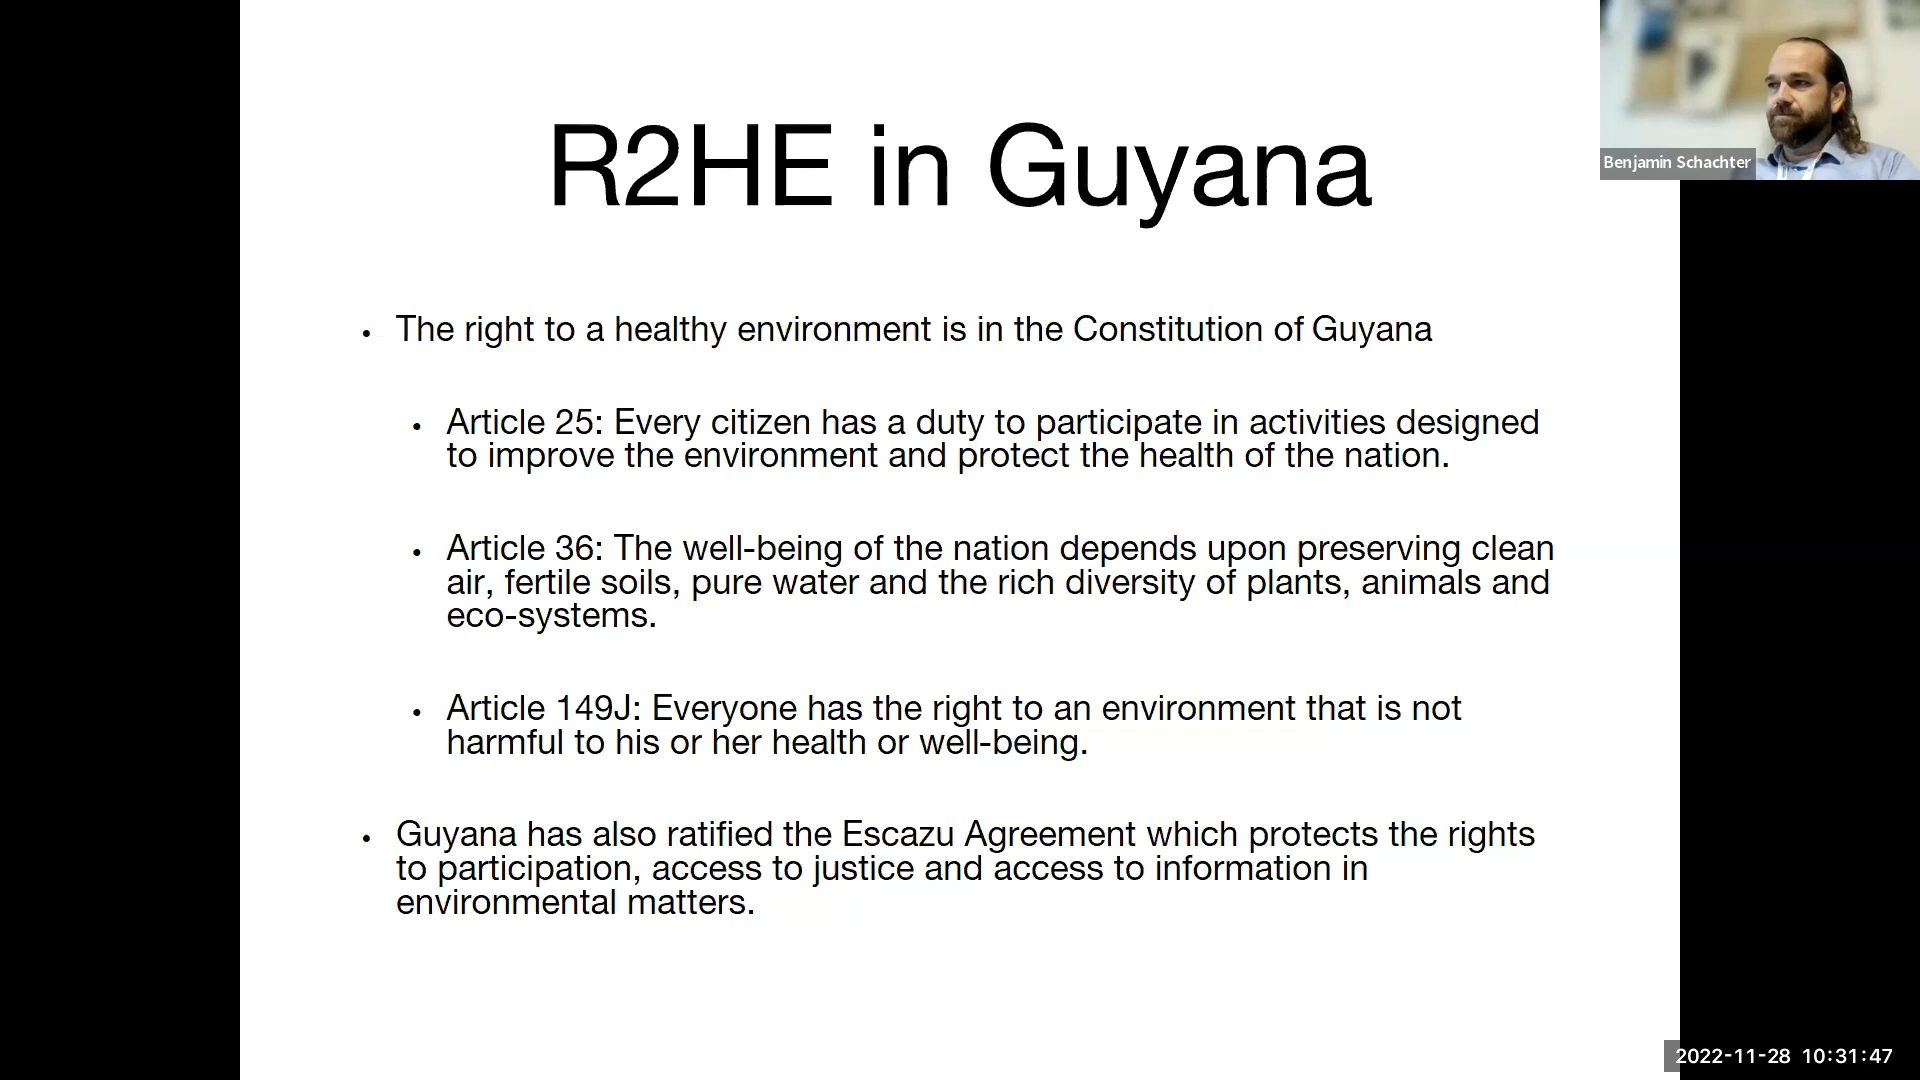 R2HE in Guyana
Benjamin Schachter
• The right to a healthy environment is in the Constitution of Guyana
• Article 25: Every citizen has a duty to participate in activities designed
to improve the environment and protect the health of the nation.
• Article 36: The well-being of the nation depends upon preserving clean
air, fertile soils, pure water and the rich diversity of plants, animals and
eco-systems.
• Article 149J: Everyone has the right to an environment that is not
harmful to his or her health or well-being.
• Guyana has also ratified the Escazu Agreement which protects the rights
to participation, access to justice and access to information in
environmental matters.
2022-11-28 10:31:47